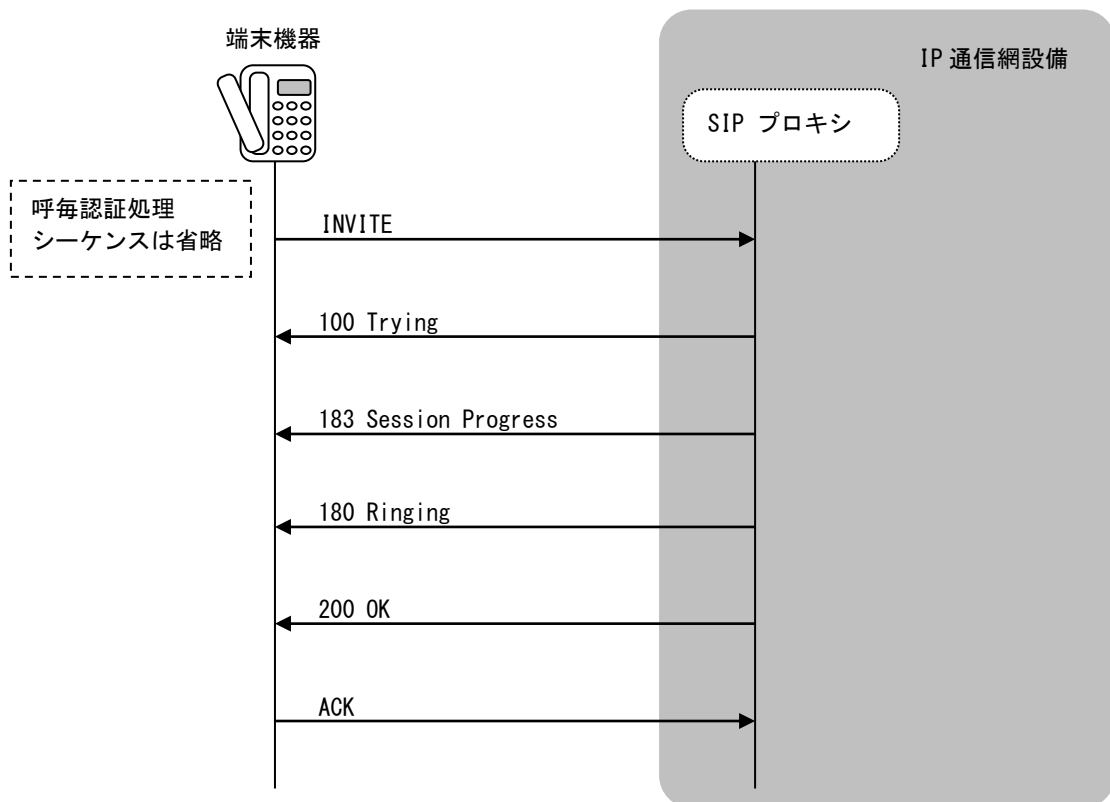 端末機器
IP通信網設備
SIP プロキシ
呼毎認証処理
シーケンスは省略
INVITE
100 Trying
183 Session Progress
180 Ringing
200 OK
ACK